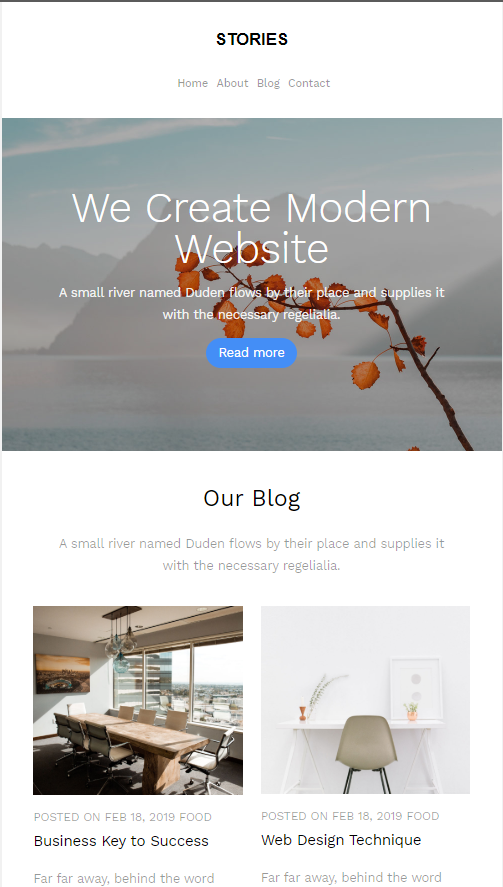 STORIES
Home About Blog Contact
We Create Modern
Website
A small river named Duden flows by their place and supplies it
with the necessary regelialia.
Read more
Our Blog
A small river named Duden flows by their place and supplies it
with the necessary regelialia.
POSTED ON FEB 18, 2019 FOOD
Business Key to Success
Far far away, behind the word
POSTED ON FEB 18, 2019 FOOD
Web Design Technique
Far far away, behind the word